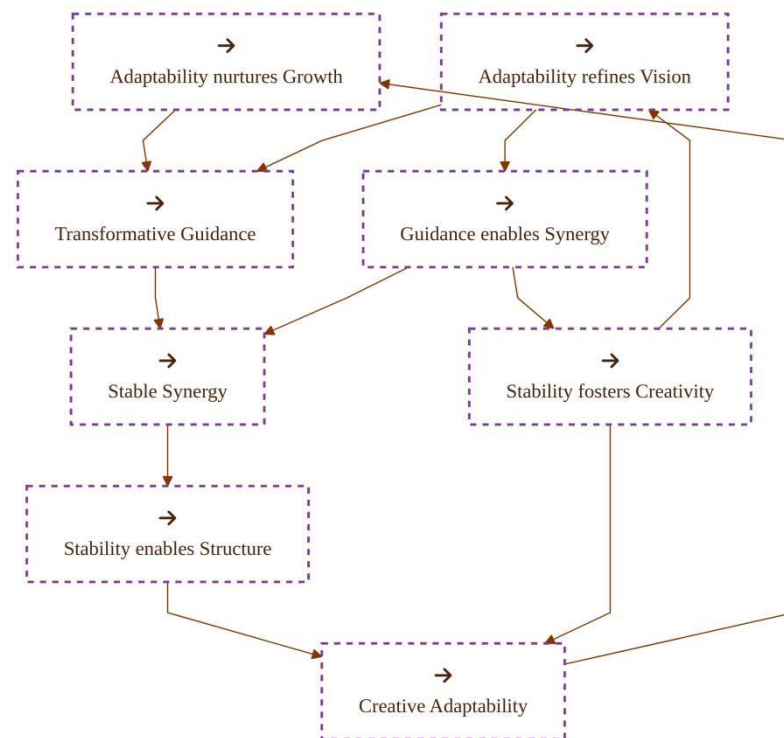 →
Adaptability nurtures Growth
→
Adaptability refines Vision
→
Transformative Guidance
→
Guidance enables Synergy
→
Stable Synergy
→
Stability fosters Creativity
→
Stability enables Structure
→
Creative Adaptability